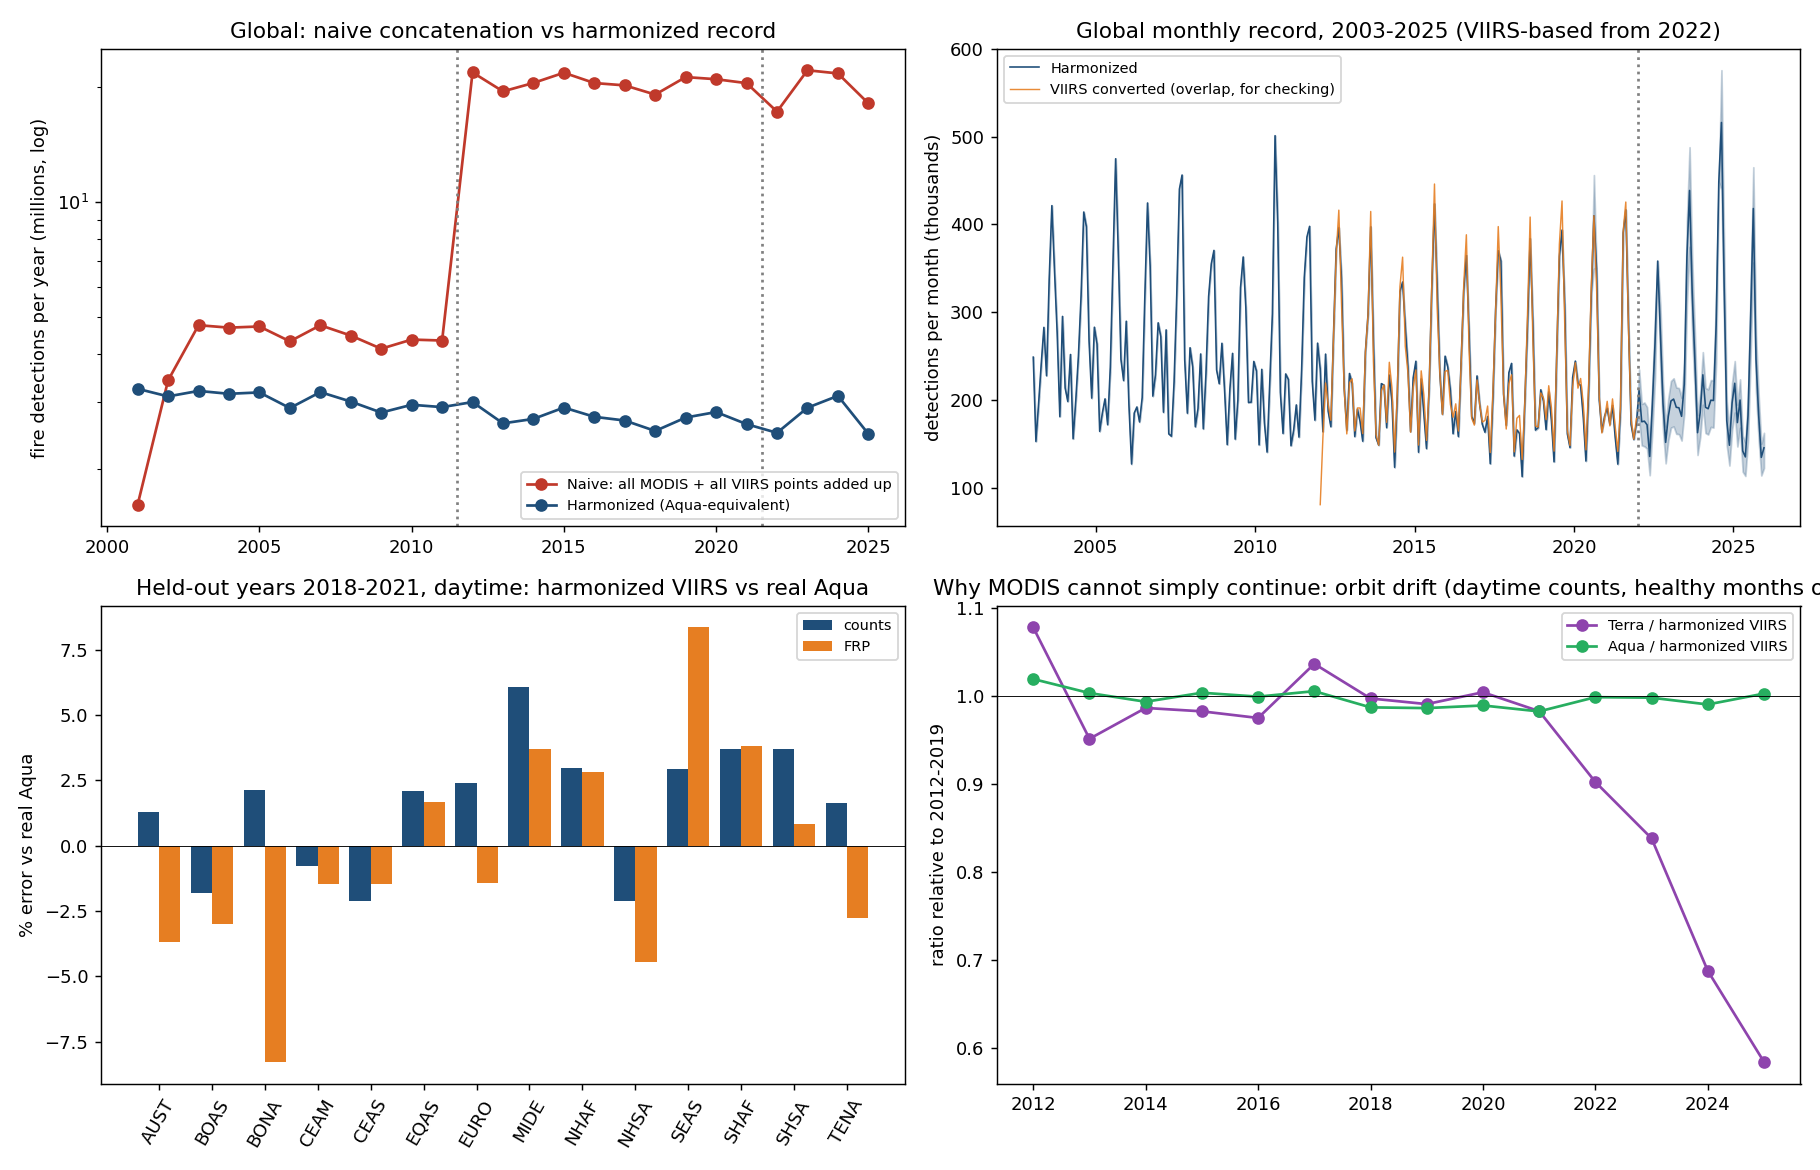 Global: naive concatenation vs harmonized record
fire detections per year (millions, log)
10¹
Naive: all MODIS + all VIIRS points added up
Harmonized (Aqua-equivalent)
2000 2005 2010 2015 2020 2025
Global monthly record, 2003-2025 (VIIRS-based from 2022)
detections per month (thousands)
600
500
400
300
200
100
Harmonized
VIIRS converted (overlap, for checking)
2005 2010 2015 2020 2025
Held-out years 2018-2021, daytime: harmonized VIIRS vs real Aqua
% error vs real Aqua
7.5
5.0
2.5
0.0
−2.5
−5.0
−7.5
counts
FRP
AUST BOAS BONA CEAM CEAS EQAS EURO MIDE NHAF NHSA SEAS SHAF SHSA TENA
Why MODIS cannot simply continue: orbit drift (daytime counts, healthy months o
ratio relative to 2012-2019
1.1
1.0
0.9
0.8
0.7
0.6
Terra / harmonized VIIRS
Aqua / harmonized VIIRS
2012 2014 2016 2018 2020 2022 2024